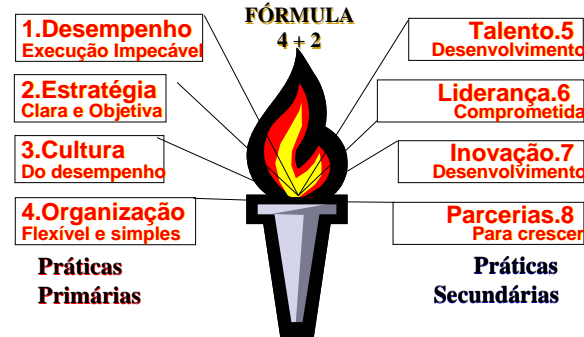 FÓRMULA
4 + 2
1.Desempenho
Execução Impecável
2.Estratégia
Clara e Objetiva
3.Cultura
Do desempenho
4.Organização
Flexível e simples
Práticas
Primárias
Talento.5
Desenvolvimento
Liderança.6
Comprometida
Inovação.7
Desenvolvimento
Parcerias.8
Para crescer
Práticas
Secundárias